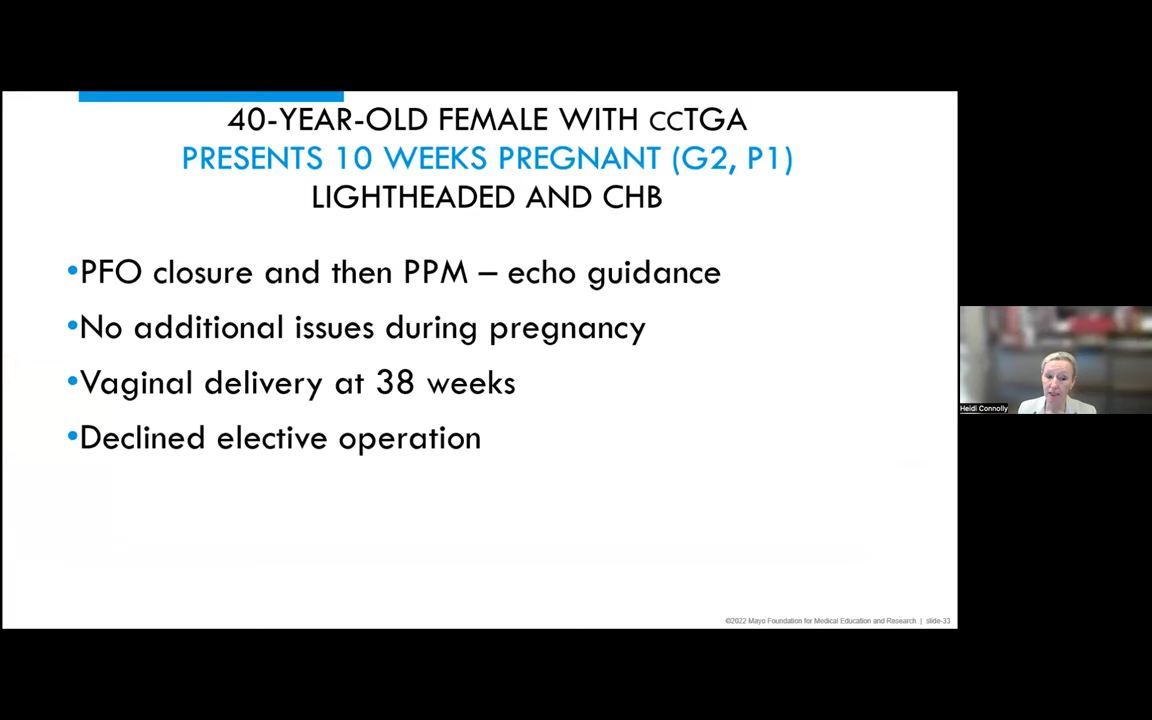 40-YEAR-OLD FEMALE WITH CCTGA
PRESENTS 10 WEEKS PREGNANT (G2, P1)
LIGHTHEADED AND CHB
•PFO closure and then PPM – echo guidance
•No additional issues during pregnancy
•Vaginal delivery at 38 weeks
•Declined elective operation
Heidi Connolly
©2022 Mayo Foundation for Medical Education and Research | slide-33